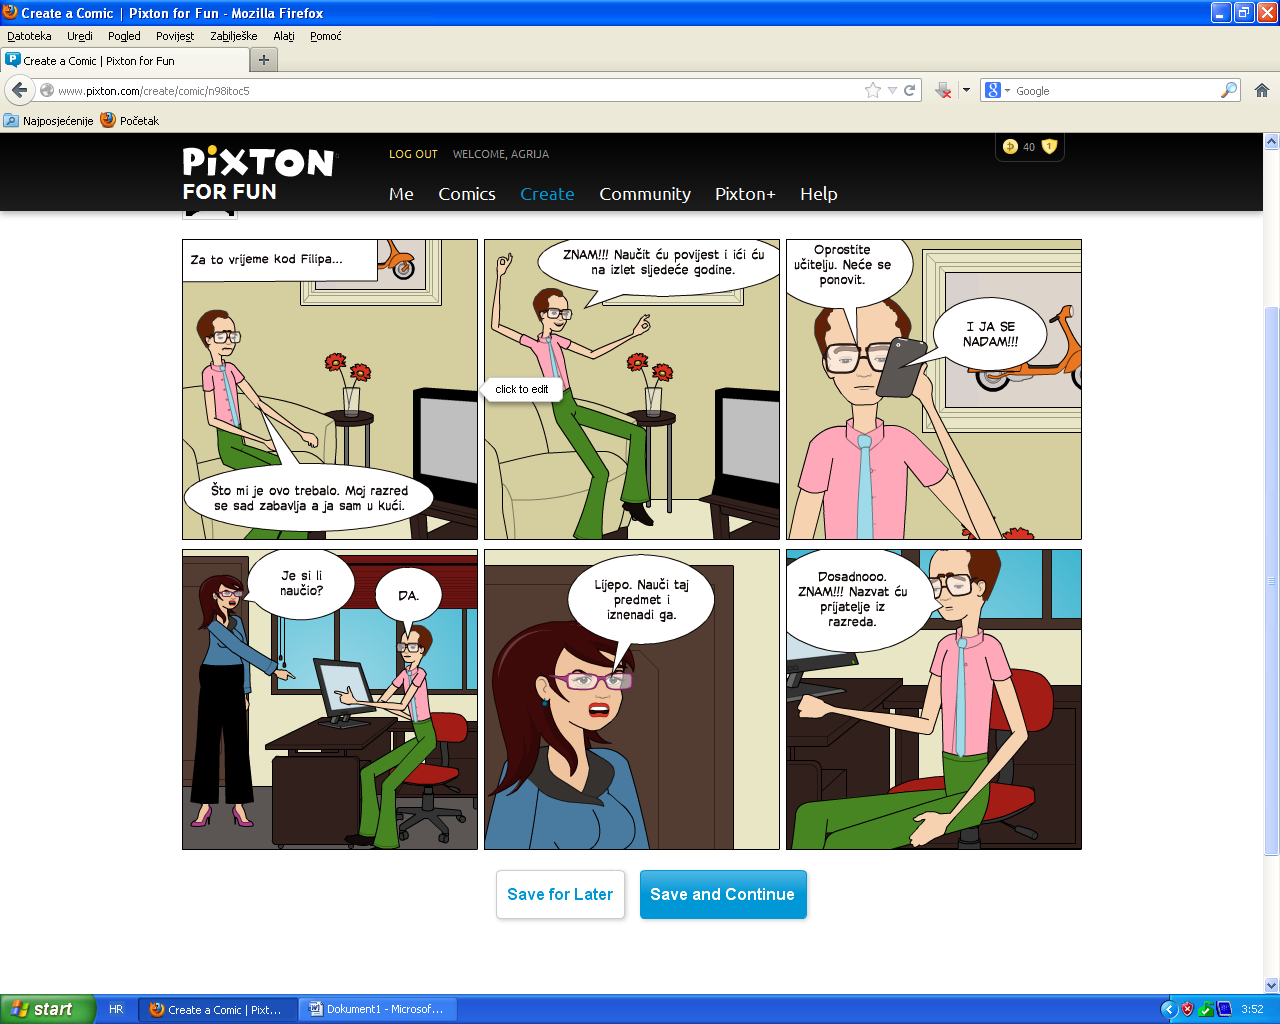 Create a Comic | Pixton for Fun - Mozilla Firefox
Datoteka Uredi Pogled Povijest Zabilješke Alati Pomoć
Create a Comic | Pixton for Fun
www.pixton.com/create/comic/n98itoc5
Google
Najposjećenije Početak
PIXTON
FOR FUN
LOG OUT WELCOME, AGRIJA
40 1
Me Comics Create Community Pixton+ Help
Za to vrijeme kod Filipa...
Što mi je ovo trebalo. Moj razred
se sad zabavlja a ja sam u kući.
click to edit
ZNAM!!! Naučit ću povijest i ići ću
na izlet sljedeće godine.
Oprostite
učitelju. Neće se
ponovit.
I JA SE
NADAM!!!
Je si li
naučio?
DA.
Lijepo. Nauči taj
predmet i
iznenadi ga.
Dosadnooo.
ZNAM!!! Nazvat ću
prijatelje iz
razreda.
Save for Later
Save and Continue
start
HR
Create a Comic | Pixt...
Dokument1 - Microsof...
3:52